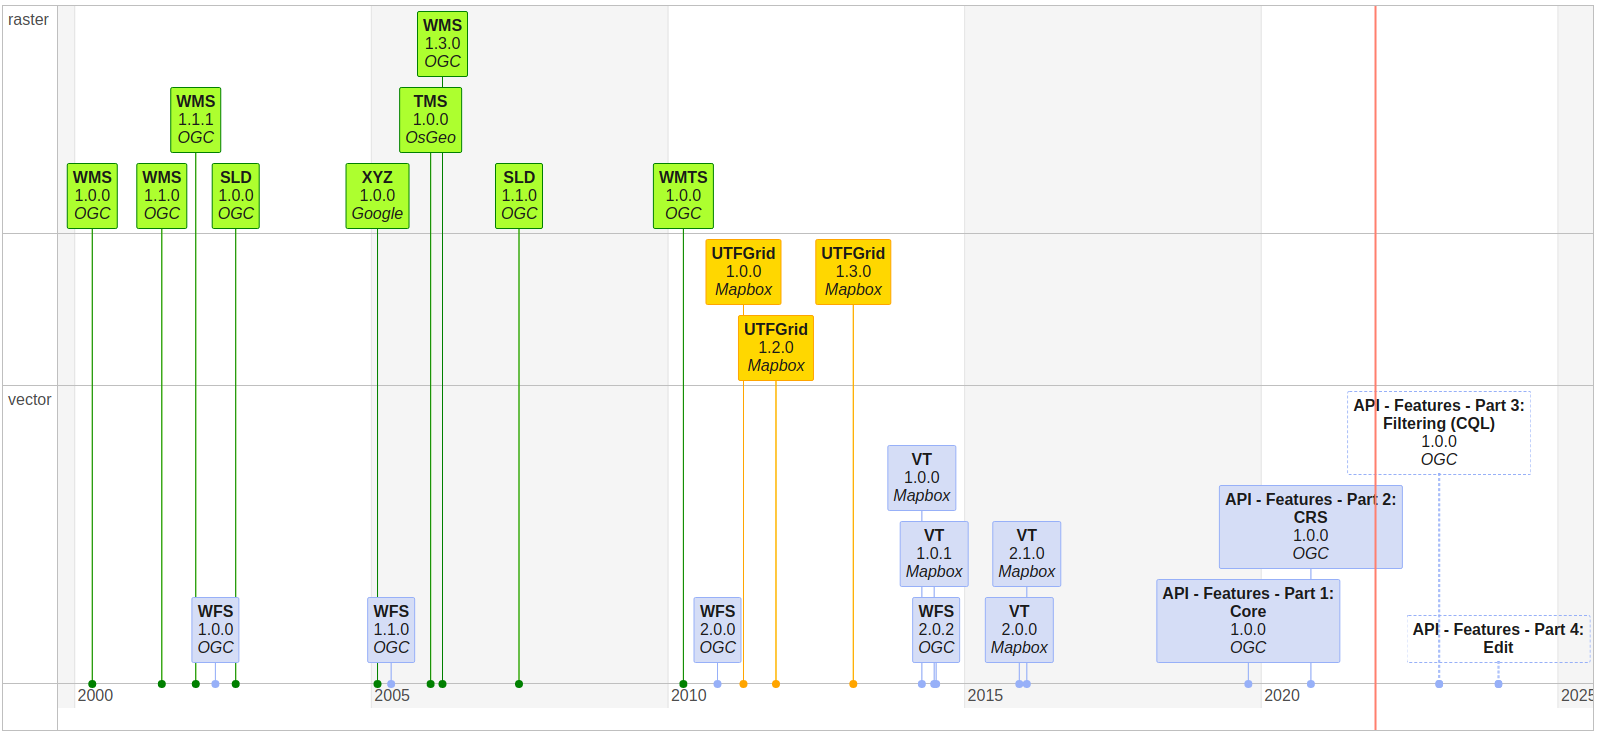 raster
WMS
1.3.0
OGC
WMS
1.1.1
OGC
TMS
1.0.0
OsGeo
WMS
1.0.0
OGC
WMS
1.1.0
OGC
SLD
1.0.0
OGC
XYZ
1.0.0
Google
SLD
1.1.0
OGC
WMTS
1.0.0
OGC
UTFGrid
1.0.0
Mapbox
UTFGrid
1.3.0
Mapbox
UTFGrid
1.2.0
Mapbox
vector
API - Features - Part 3:
Filtering (CQL)
1.0.0
OGC
VT
1.0.0
Mapbox
API - Features - Part 2:
CRS
1.0.0
OGC
VT
1.0.1
Mapbox
VT
2.1.0
Mapbox
API - Features - Part 1:
Core
1.0.0
OGC
WFS
1.0.0
OGC
WFS
1.1.0
OGC
WFS
2.0.0
OGC
WFS
2.0.2
OGC
VT
2.0.0
Mapbox
API - Features - Part 4:
Edit
2000
2005
2010
2015
2020
2025